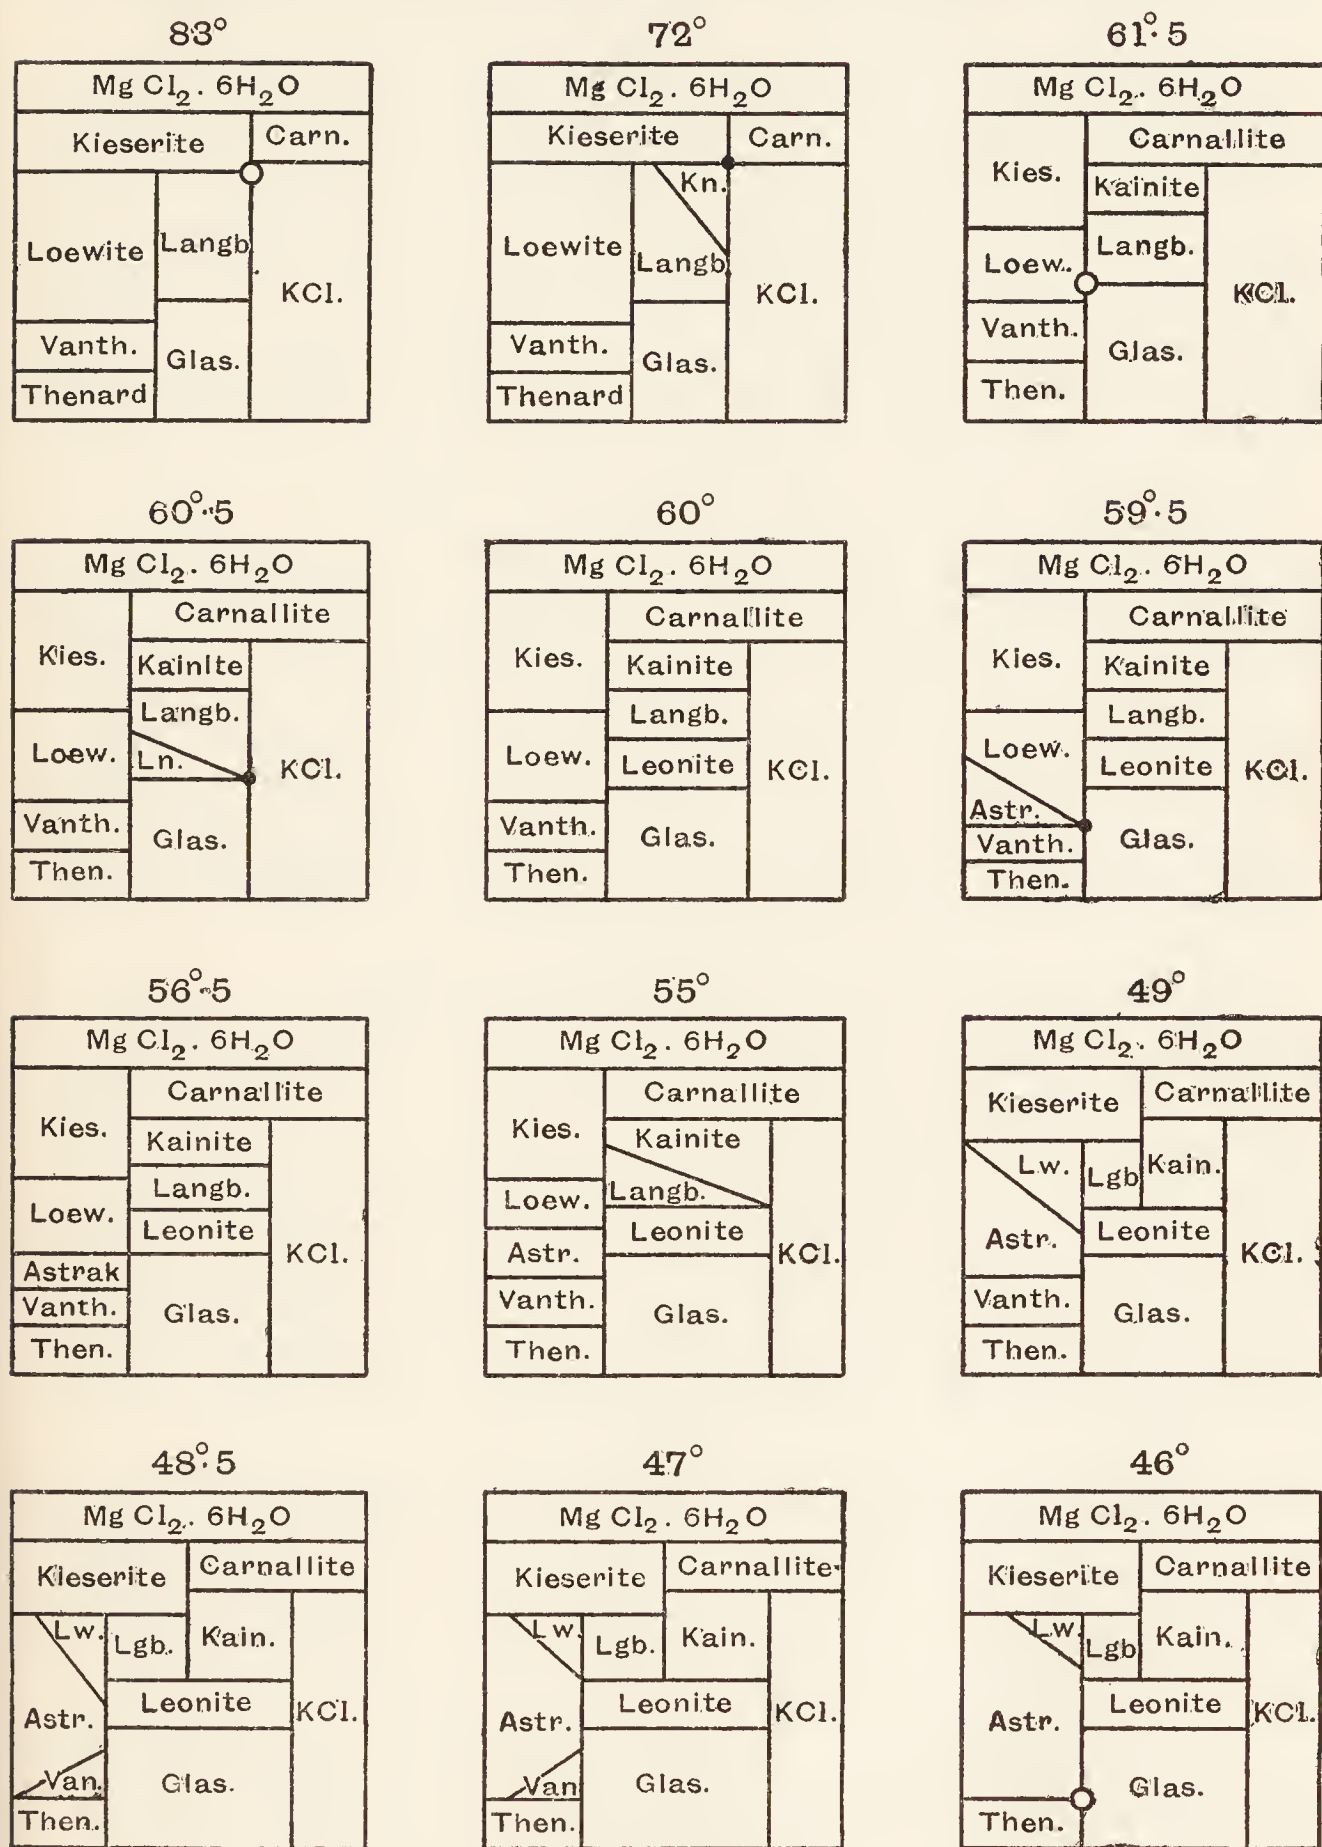 83°
Mg Cl₂. 6H₂O
Kieserite
Carn.
Loewite
Langb
KCl.
Vanth.
Glas.
Thenard
72°
Mg Cl₂. 6H₂O
Kieserite
Carn.
Kn.
Loewite
Langb
KCl.
Vanth.
Glas.
Thenard
61°.5
Mg Cl₂. 6H₂O
Carnallite
Kies.
Kainite
Langb.
Loew.
KCl.
Vanth.
Glas.
Then.
60°.5
Mg Cl₂. 6H₂O
Carnallite
Kies.
Kainite
Langb.
Loew.
Ln.
KCl.
Vanth.
Glas.
Then.
60°
Mg Cl₂. 6H₂O
Carnallite
Kies.
Kainite
Langb.
Loew.
Leonite
KCl.
Vanth.
Glas.
Then.
59°.5
Mg Cl₂. 6H₂O
Carnallite
Kies.
Kainite
Langb.
Loew.
Leonite
KCl.
Astr.
Vanth.
Glas.
Then.
56°.5
Mg Cl₂. 6H₂O
Carnallite
Kies.
Kainite
Langb.
Loew.
Leonite
KCl.
Astrak
Vanth.
Glas.
Then.
55°
Mg Cl₂. 6H₂O
Carnallite
Kies.
Kainite
Langb.
Loew.
Leonite
Astr.
KCl.
Vanth.
Glas.
Then.
49°
Mg Cl₂. 6H₂O
Kieserite
Carnallite
Lw.
Lgb
Kain.
Astr.
Leonite
KCl.
Vanth.
Glas.
Then.
48°.5
Mg Cl₂. 6H₂O
Kieserite
Carnallite
Lw.
Lgb.
Kain.
Leonite
Astr.
KCl.
Van.
Glas.
Then.
47°
Mg Cl₂. 6H₂O
Kieserite
Carnallite
Lw.
Lgb.
Kain.
Leonite
Astr.
KCl.
Van
Glas.
Then.
46°
Mg Cl₂. 6H₂O
Kieserite
Carnallite
Lw.
Lgb
Kain.
Leonite
Astr.
KCl.
Glas.
Then.